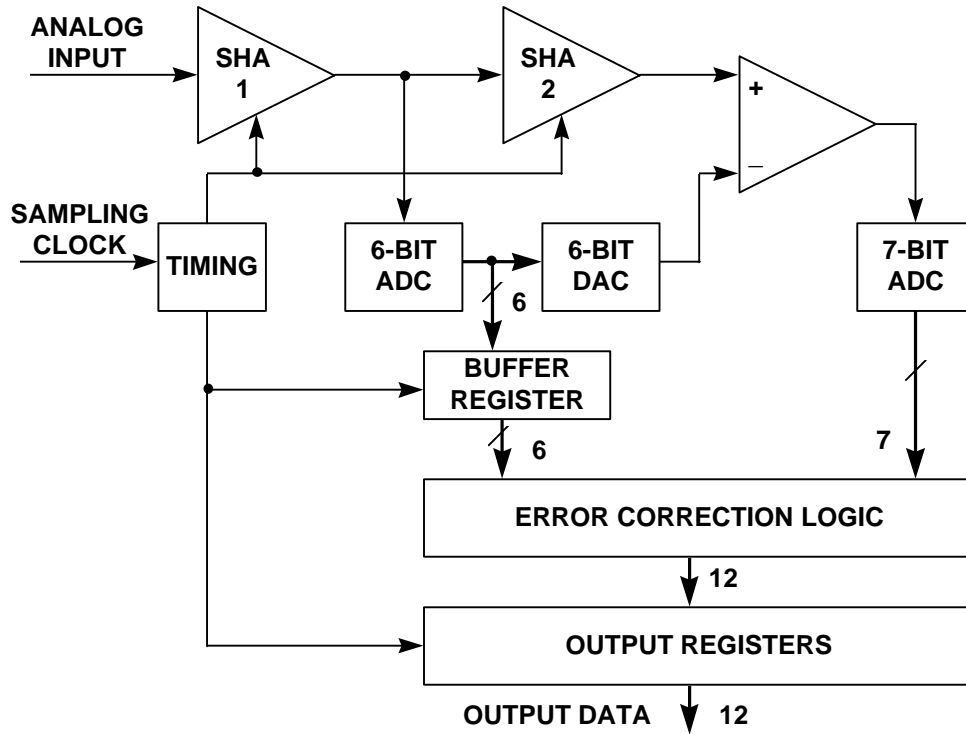 ANALOG
INPUT
SHA
1
SHA
2
+
–
SAMPLING
CLOCK
TIMING
6-BIT
ADC
6-BIT
DAC
7-BIT
ADC
6
BUFFER
REGISTER
6
7
ERROR CORRECTION LOGIC
12
OUTPUT REGISTERS
OUTPUT DATA
12